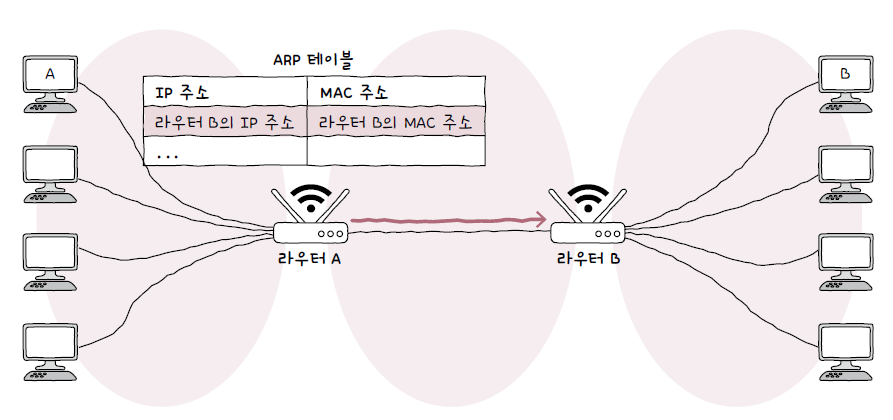 ARP 테이블
A
B
IP 주소 MAC 주소
라우터 B의 IP 주소 라우터 B의 MAC 주소
...
라우터 A
라우터 B